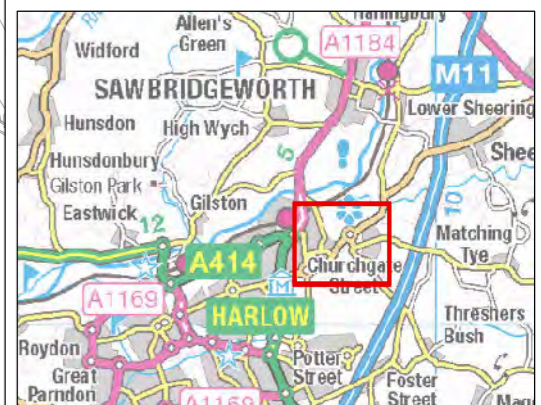 Allen's
Green
A1184
Widford
M11
SAWBRIDGEWORTH
Lower Sheering
Hunsdon
High Wych
5
Hunsdonbury
Gilston Park
Eastwick
Gilston
12
10
Matching
Tye
A414
Churchgate
Street
M
A1169
HARLOW
Threshers
Bush
Roydon
Potter
Street
Great
Parndon
Foster
Street
A1169